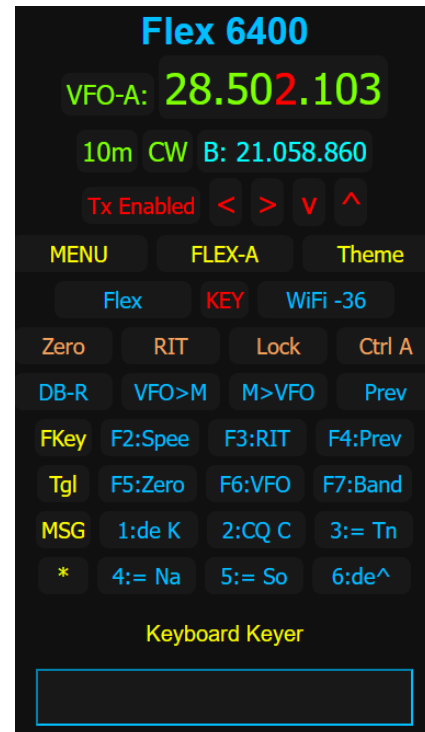 Flex 6400
VFO-A: 28.502.103
10m CW B: 21.058.860
Tx Enabled < > v ^
MENU FLEX-A Theme
Flex KEY WiFi -36
Zero RIT Lock Ctrl A
DB-R VFO>M M>VFO Prev
FKey F2:Spee F3:RIT F4:Prev
Tgl F5:Zero F6:VFO F7:Band
MSG 1:de K 2:CQ C 3:= Tn
* 4:= Na 5:= So 6:de^
Keyboard Keyer